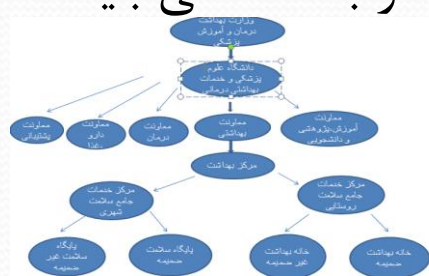 وزارت بهداشت
درمان و آموزش
پزشکی
دانشگاه علوم
پزشکی و خدمات
بهداشتی درمانی
معاونت
آموزش،پژوهشی
و دانشجویی
معاونت
بهداشتی
معاونت
درمان
معاونت
دارو
وغذا
معاونت
پشتیبانی
مرکز بهداشت
مرکز خدمات
جامع سلامت
روستایی
مرکز خدمات
جامع سلامت
شهری
خانه بهداشت
ضمیمه
خانه بهداشت
غیر ضمیمه
پایگاه سلامت
ضمیمه
پایگاه
سلامت غیر
ضمیمه